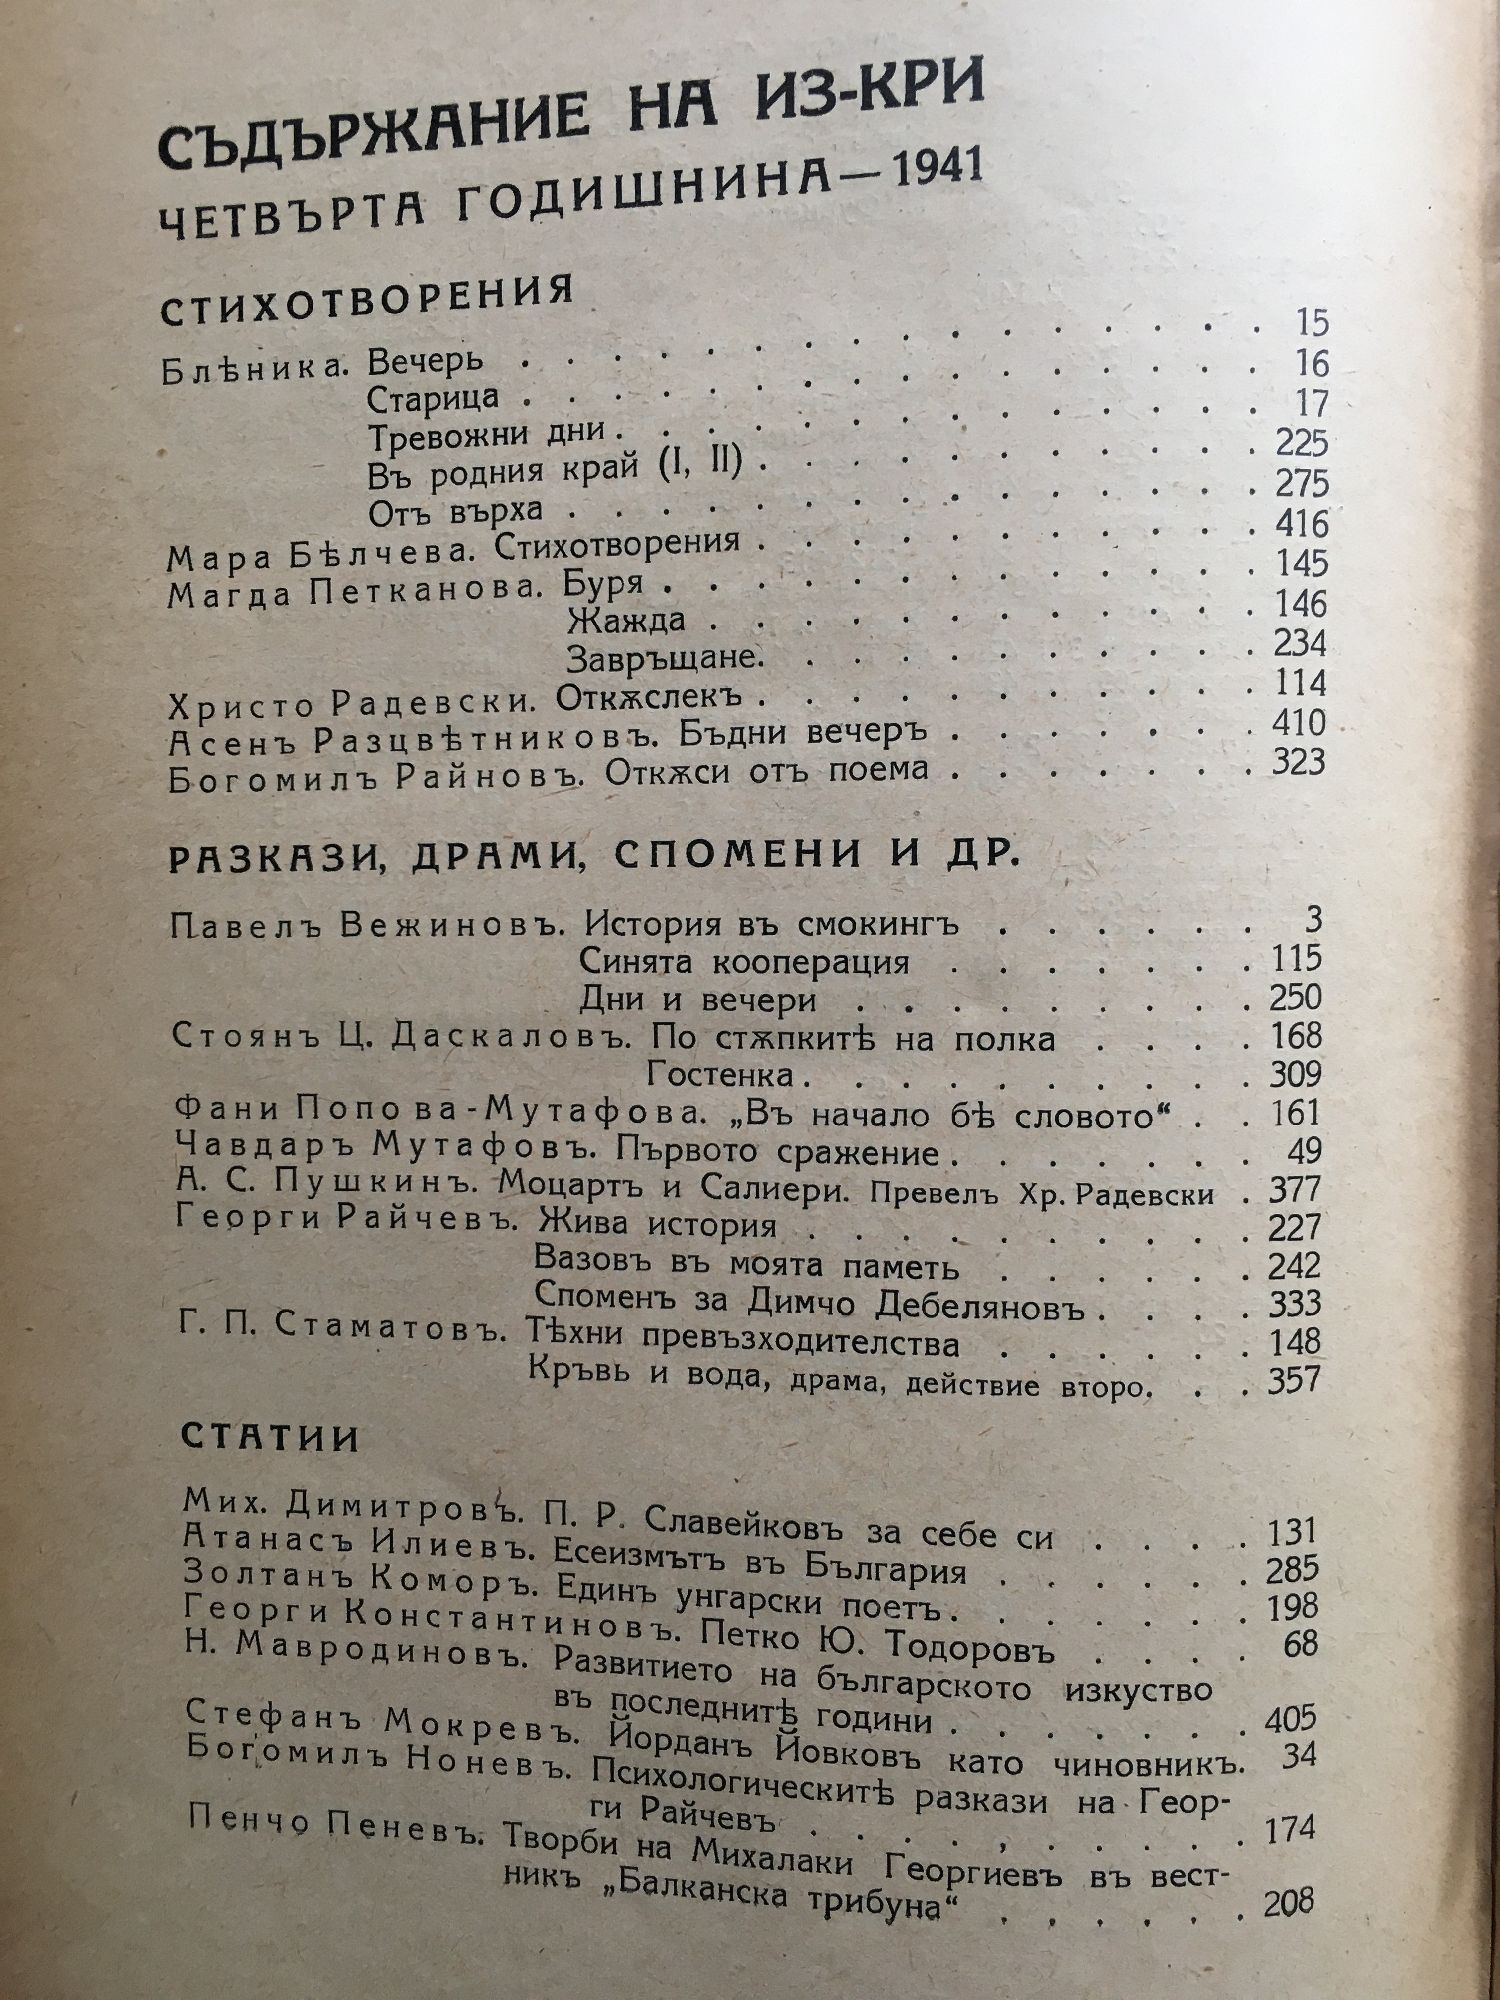 СЪДЪРЖАНИЕ НА ИЗ-КРИ
ЧЕТВЪРТА ГОДИШНИНА — 1941
СТИХОТВОРЕНИЯ
Блѣника. Вечерь . . . . . . . . . . . . . . . . 15
Старица . . . . . . . . . . . . . . . . 16
Тревожни дни . . . . . . . . . . . . . . 17
Въ родния край (I, II) . . . . . . . . . . . 225
Отъ върха . . . . . . . . . . . . . . . 275
Мара Бѣлчева. Стихотворения . . . . . . . . . . . 416
Магда Петканова. Буря . . . . . . . . . . . . . 145
Жажда . . . . . . . . . . . . 146
Завръщане. . . . . . . . . . . 234
Христо Радевски. Откѫслекъ . . . . . . . . . . . 114
Асенъ Разцвѣтниковъ. Бъдни вечеръ . . . . . . . 410
Богомилъ Райновъ. Откѫси отъ поема . . . . . . . 323
РАЗКАЗИ, ДРАМИ, СПОМЕНИ И ДР.
Павелъ Вежиновъ. История въ смокингъ . . . . . . 3
Синята кооперация . . . . . . . 115
Дни и вечери . . . . . . . . . 250
Стоянъ Ц. Даскаловъ. По стѫпкитѣ на полка . . . . 168
Гостенка . . . . . . . . . . 309
Фани Попова-Мутафова. „Въ начало бѣ словото“ . . 161
Чавдаръ Мутафовъ. Първото сражение . . . . . . . 49
А. С. Пушкинъ. Моцартъ и Салиери. Превелъ Хр. Радевски . 377
Георги Райчевъ. Жива история . . . . . . . . . . 227
Вазовъ въ моята паметь . . . . . . 242
Споменъ за Димчо Дебеляновъ . . . . 333
Г. П. Стаматовъ. Тѣхни превъзходителства . . . . . . 148
Кръвь и вода, драма, действие второ. . . 357
СТАТИИ
Мих. Димитровъ. П. Р. Славейковъ за себе си . . . . 131
Атанасъ Илиевъ. Есеизмътъ въ България . . . . . . 285
Золтанъ Коморъ. Единъ унгарски поетъ . . . . . . . 198
Георги Константиновъ. Петко Ю. Тодоровъ . . . . 68
Н. Мавродиновъ. Развитието на българското изкуство
въ последнитѣ години . . . . . . . 405
Стефанъ Мокревъ. Йорданъ Йовковъ като чиновникъ. 34
Богомилъ Ноневъ. Психологическитѣ разкази на Геор-
ги Райчевъ . . . . . . . . . . 174
Пенчо Пеневъ. Творби на Михалаки Георгиевъ въ вест-
никъ „Балканска трибуна“ . . . . . . 208